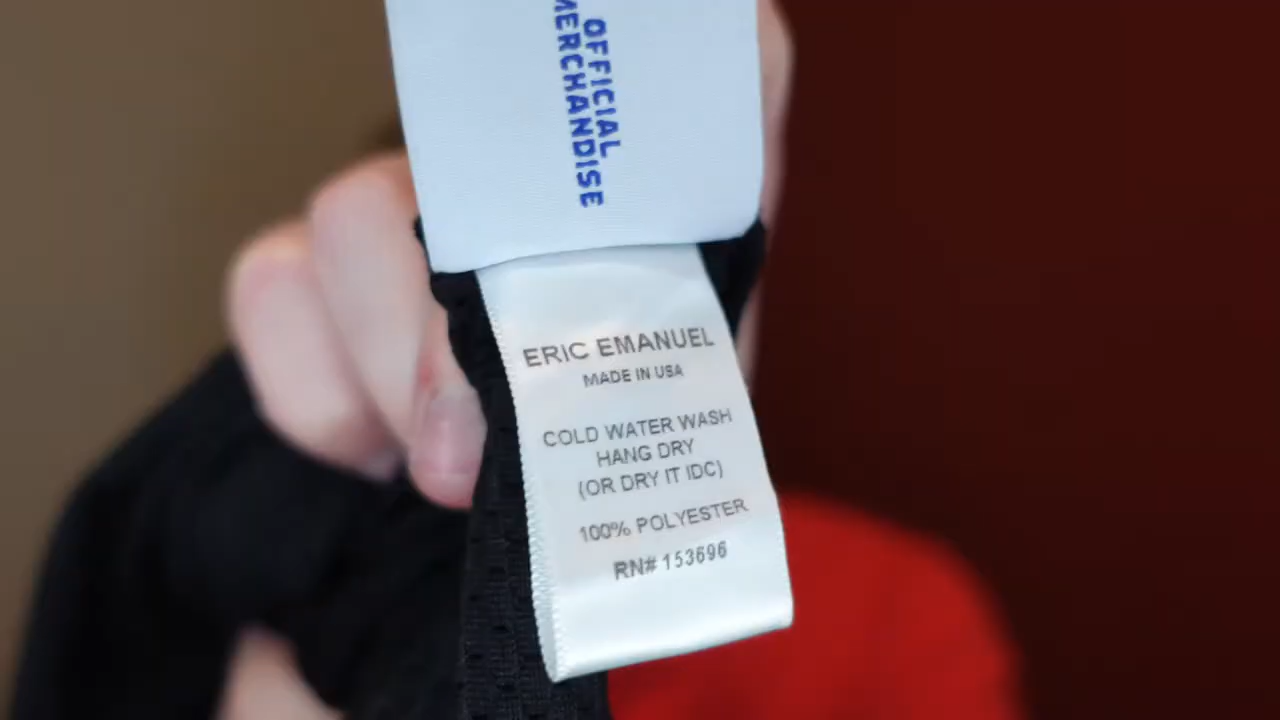 OFFICIAL
MERCHANDISE
ERIC EMANUEL
MADE IN USA
COLD WATER WASH
HANG DRY
(OR DRY IT IDC)
100% POLYESTER
RN# 153696